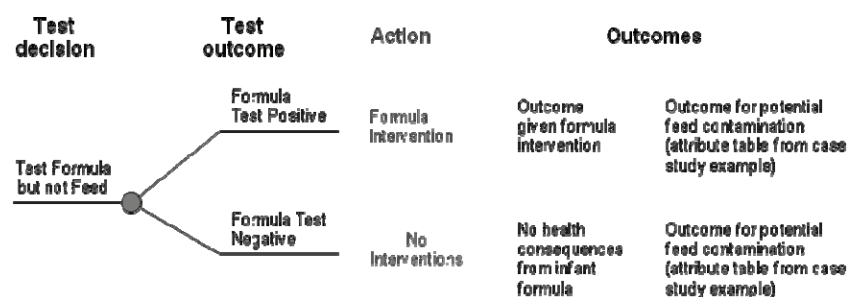 Test
decision
Test
outcome
Action
Outcomes
Test Formula
but not Feed
Formula
Test Positive
Formula
Intervention
Outcome
given formula
intervention
Outcome for potential
feed contamination
(attribute table from case
study example)
Formula Test
Negative
No
Interventions
No health
consequences
from infant
formula
Outcome for potential
feed contamination
(attribute table from case
study example)